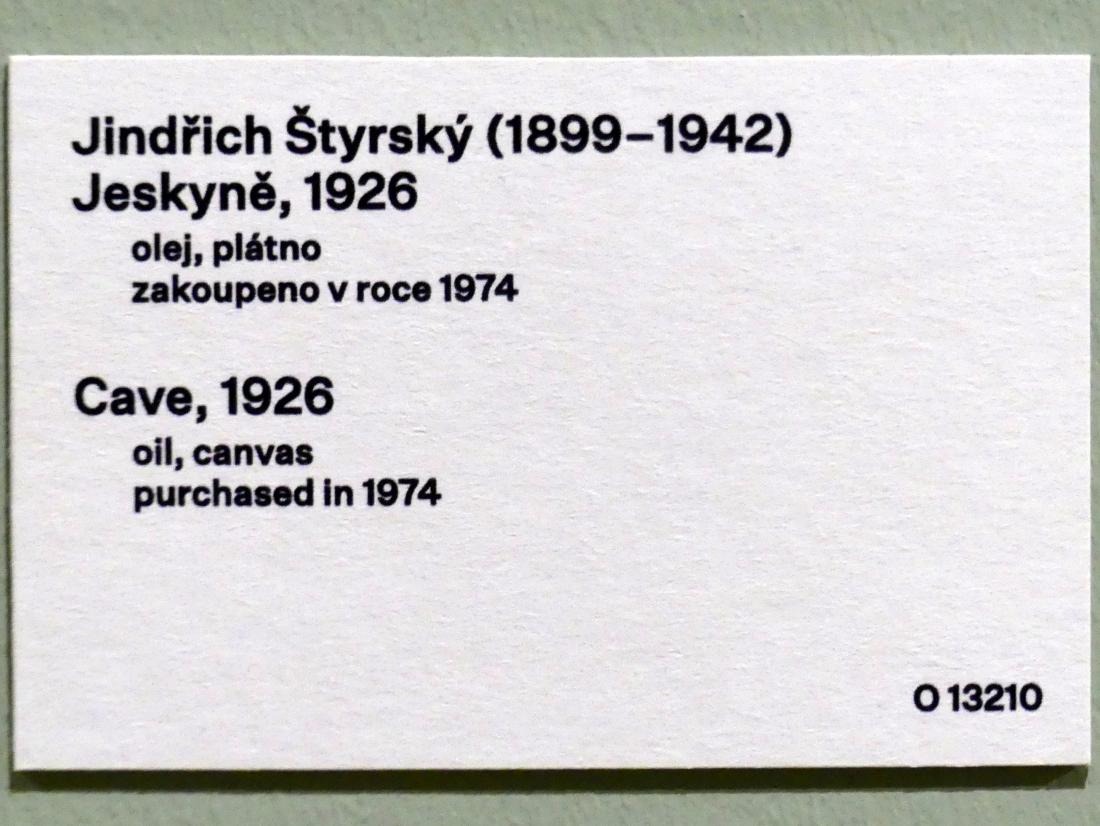 Jindřich Štyrský (1899–1942)
Jeskyně, 1926
olej, plátno
zakoupeno v roce 1974
Cave, 1926
oil, canvas
purchased in 1974
O 13210